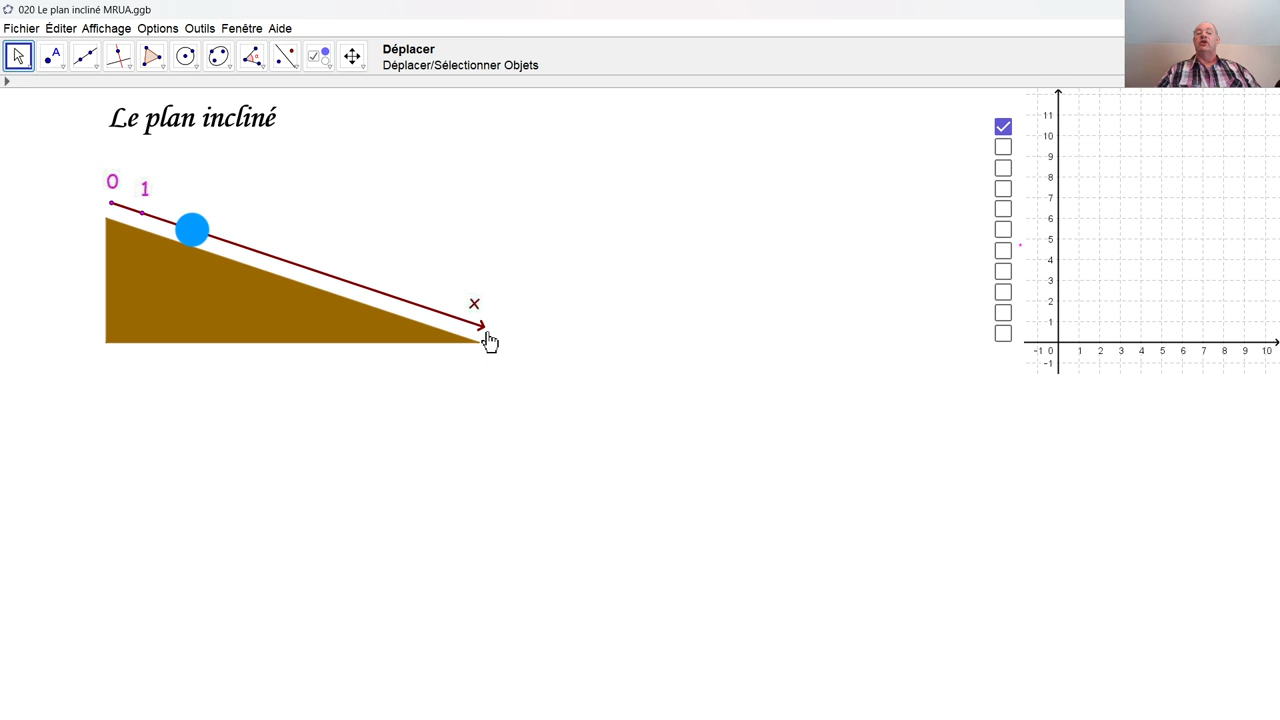 020 Le plan incliné MRUA.ggb
Fichier Éditer Affichage Options Outils Fenêtre Aide
A
Déplacer
Déplacer/Sélectionner Objets
Le plan incliné
0
1
x
11
10
9
8
7
6
5
4
3
2
1
-1 0 1 2 3 4 5 6 7 8 9 10
-1